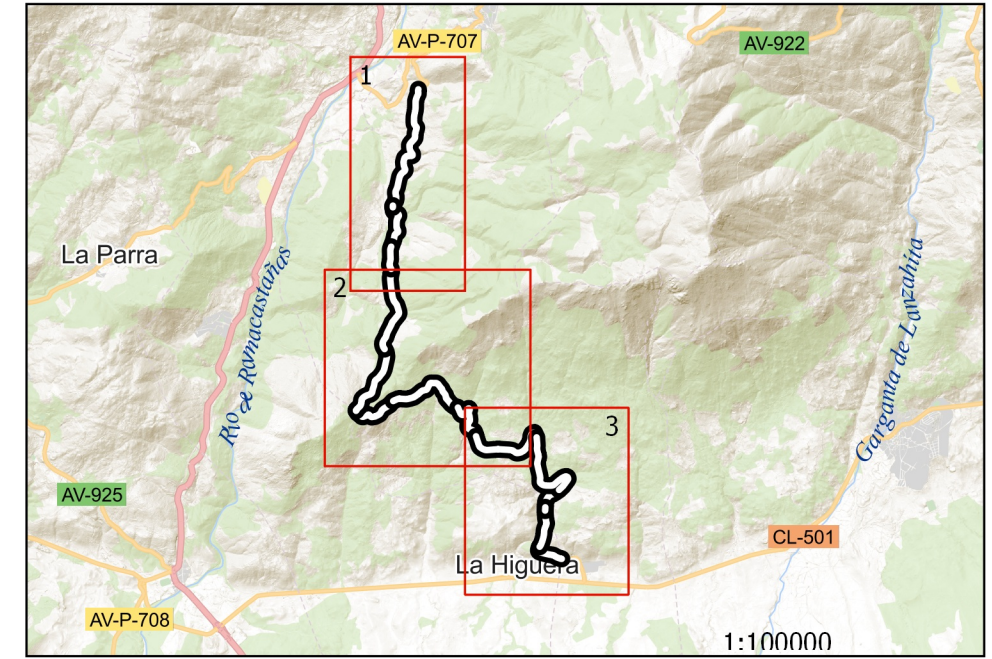 AV-P-707
AV-922
1
La Parra
Río de Ramacastañas
2
Garganta de Lanzahita
3
AV-925
CL-501
La Higuera
AV-P-708
1:100000